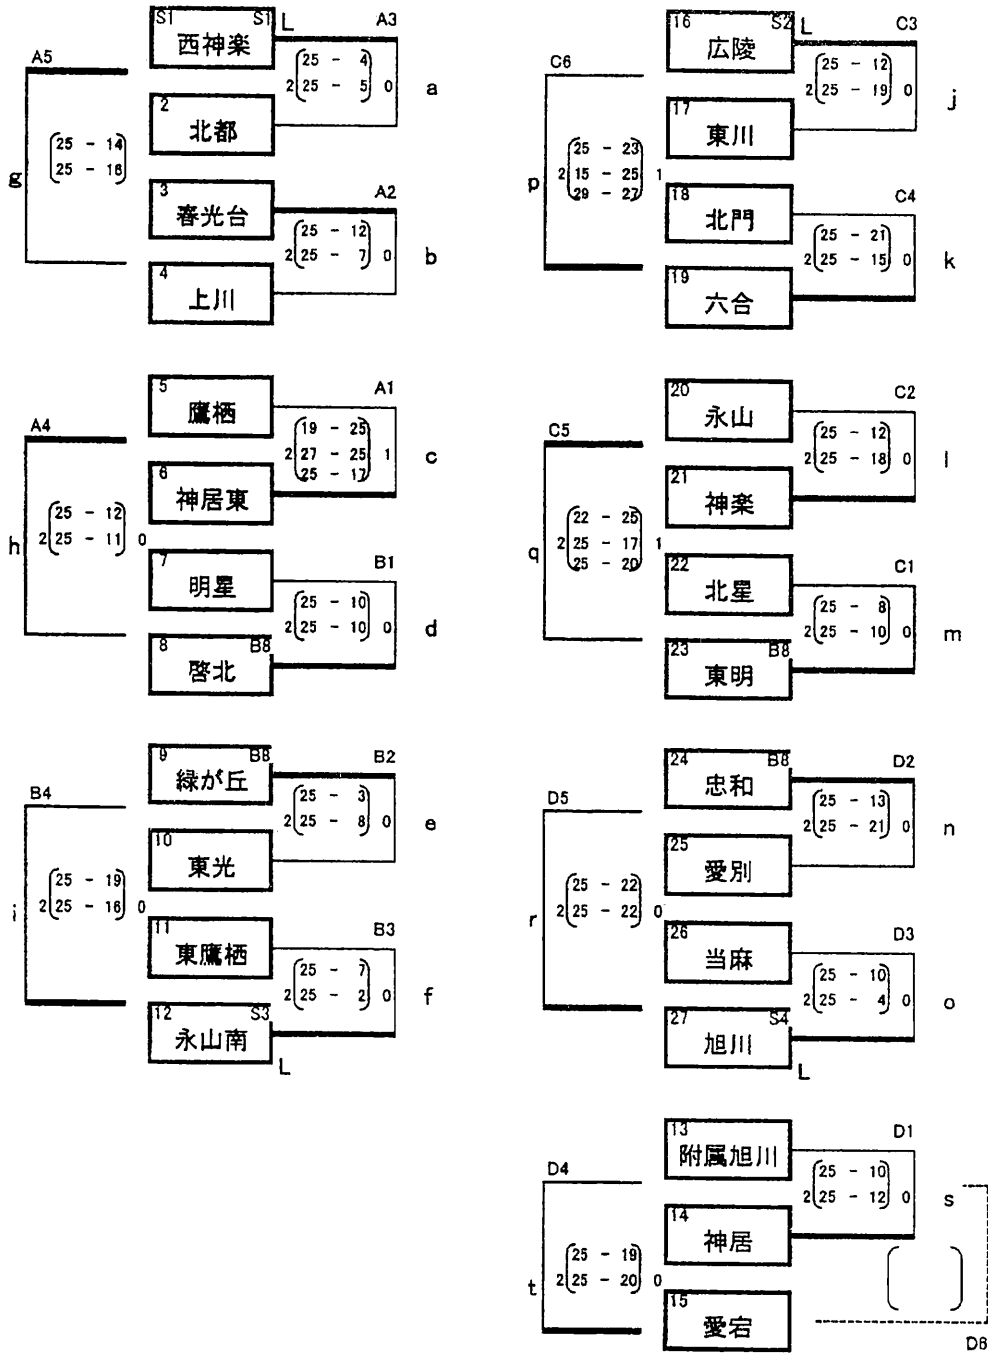 S1 S1 L A3
西神楽
25 - 4
2 25 - 5 0 a
2
北都
A5
25 - 14
25 - 16
g
3 A2
春光台
25 - 12
2 25 - 7 0 b
4
上川
5 A1
鷹栖
19 - 25
2 27 - 25 1 c
25 - 17
6
神居東
A4
25 - 12
2 25 - 11 0
h
7 B1
明星
25 - 10
2 25 - 10 0 d
8 B8
啓北
9 B8 B2
緑が丘
25 - 3
2 25 - 8 0 e
10
東光
B4
25 - 19
2 25 - 16 0
i
11 B3
東鷹栖
25 - 7
2 25 - 2 0 f
12 S3
永山南
L
16 S2 L C3
広陵
25 - 12
2 25 - 19 0 j
17
東川
C6
25 - 23
2 15 - 25 1
29 - 27
p
18 C4
北門
25 - 21
2 25 - 15 0 k
19
六合
20 C2
永山
25 - 12
2 25 - 18 0 l
21
神楽
C5
22 - 25
2 25 - 17 1
25 - 20
q
22 C1
北星
25 - 8
2 25 - 10 0 m
23 B8
東明
24 B8 D2
忠和
25 - 13
2 25 - 21 0 n
25
愛別
D5
25 - 22
2 25 - 22 0
r
26 D3
当麻
25 - 10
2 25 - 4 0 o
27 S4
旭川
L
13 D1
附属旭川
25 - 10
2 25 - 12 0 s
14
神居
D4
25 - 19
2 25 - 20 0
t
15
愛宕
D6